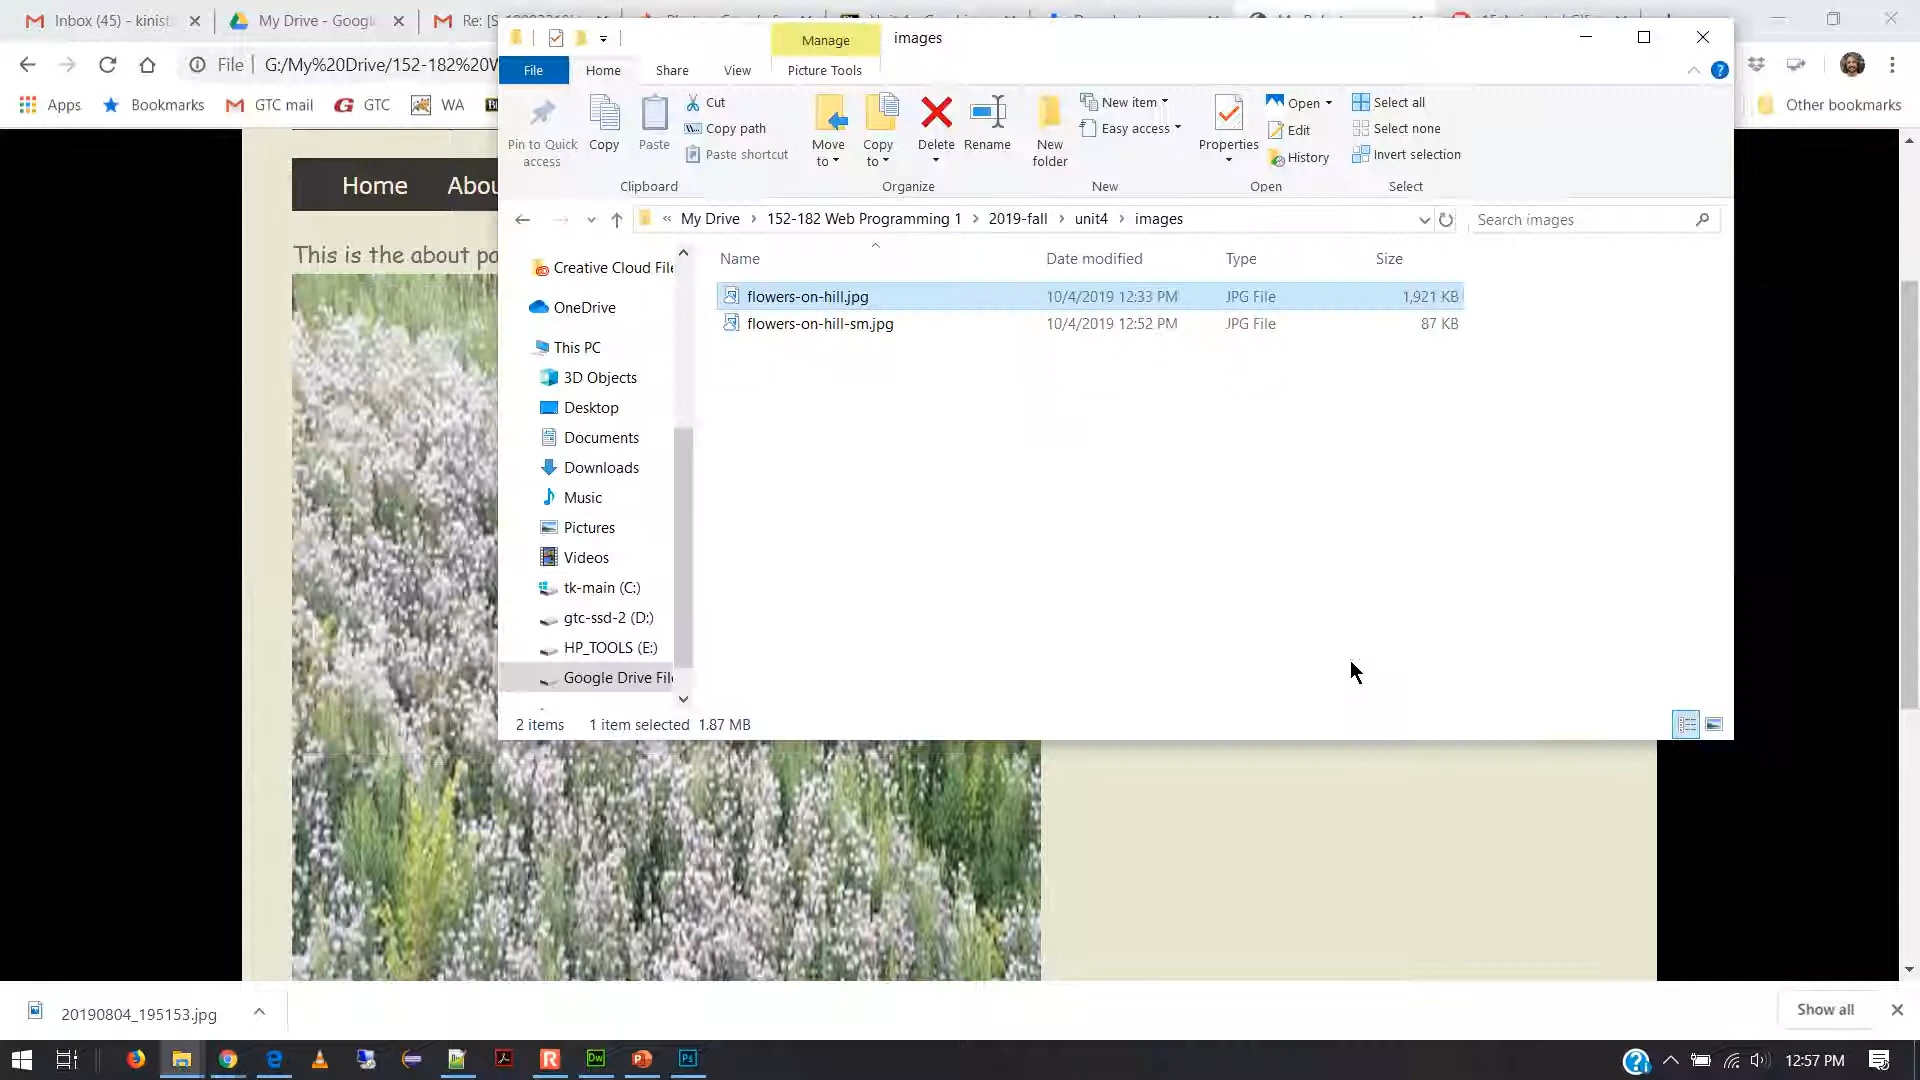 Inbox (45) - kinist
My Drive - Googl
Re: [S
images
Manage
File
Home
Share
View
Picture Tools
File
G:/My%20Drive/152-182%20W
Apps
Bookmarks
GTC mail
GTC
WA
Other bookmarks
Pin to Quick access
Copy
Paste
Cut
Copy path
Paste shortcut
Clipboard
Move to
Copy to
Delete
Rename
Organize
New folder
New item
Easy access
New
Properties
Open
Edit
History
Open
Select all
Select none
Invert selection
Select
« My Drive > 152-182 Web Programming 1 > 2019-fall > unit4 > images
Search images
Name Date modified Type Size
flowers-on-hill.jpg 10/4/2019 12:33 PM JPG File 1,921 KB
flowers-on-hill-sm.jpg 10/4/2019 12:52 PM JPG File 87 KB
Creative Cloud File
OneDrive
This PC
3D Objects
Desktop
Documents
Downloads
Music
Pictures
Videos
tk-main (C:)
gtc-ssd-2 (D:)
HP_TOOLS (E:)
Google Drive Fil
2 items 1 item selected 1.87 MB
Home Abou
This is the about pa
20190804_195153.jpg
Show all
Dw
Ps
12:57 PM